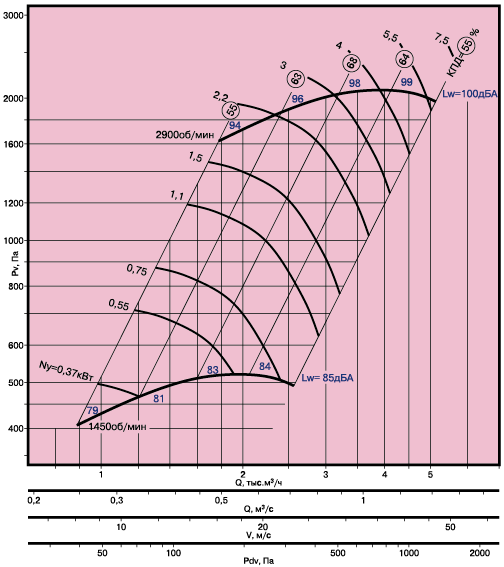 3000
2000
1600
1200
1000
800
600
500
400
Pv, Па
2,2
3
4
5,5
7,5
КПД=55%
55
63
68
64
94
96
98
99
Lw=100дБА
2900об/мин
1,5
1,1
0,75
0,55
Ny=0,37кВт
79
81
83
84
Lw= 85дБА
1450об/мин
1 2 3 4 5
Q, тыс.м³/ч
0,2 0,3 0,5 1
Q, м³/с
10 20 50
V, м/с
50 100 500 1000 2000
Pdv, Па